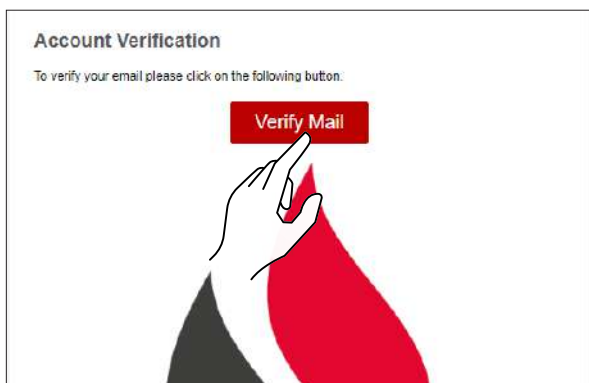 Account Verification
To verify your email please click on the following button.
Verify Mail